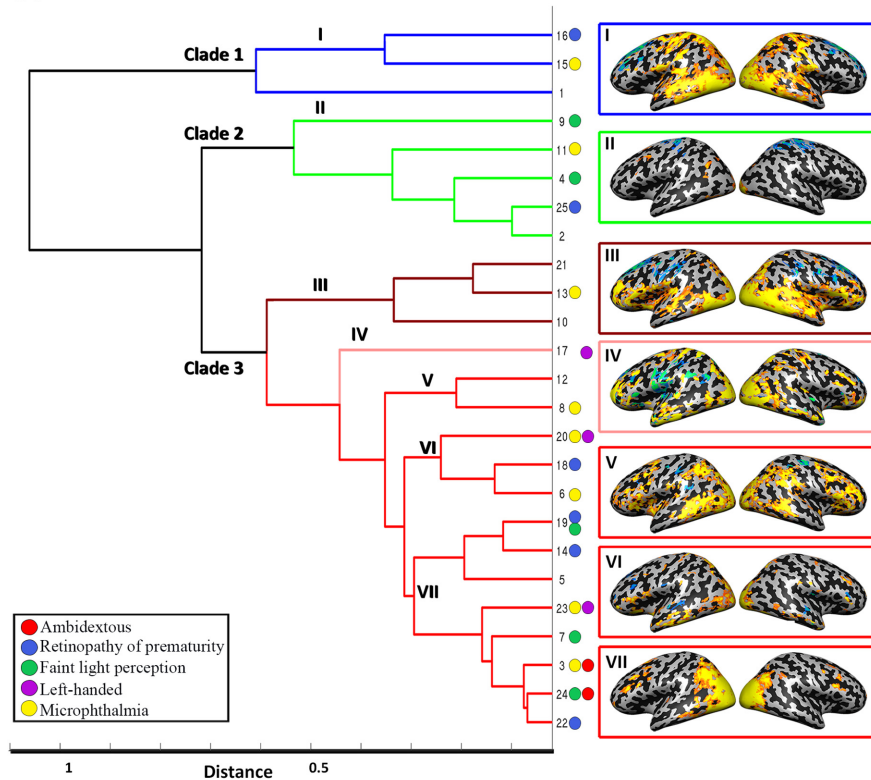 Clade 1
I
16
15
1
Clade 2
II
9
11
4
25
2
Clade 3
III
21
13
10
IV
17
V
12
8
VI
20
18
6
VII
19
14
5
23
7
3
24
22
I
II
III
IV
V
VI
VII
Ambidextous
Retinopathy of prematurity
Faint light perception
Left-handed
Microphthalmia
1
Distance
0.5